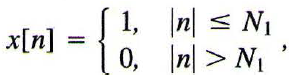 x[n] = { 1, |n| ≤ N₁
0, |n| > N₁ ,